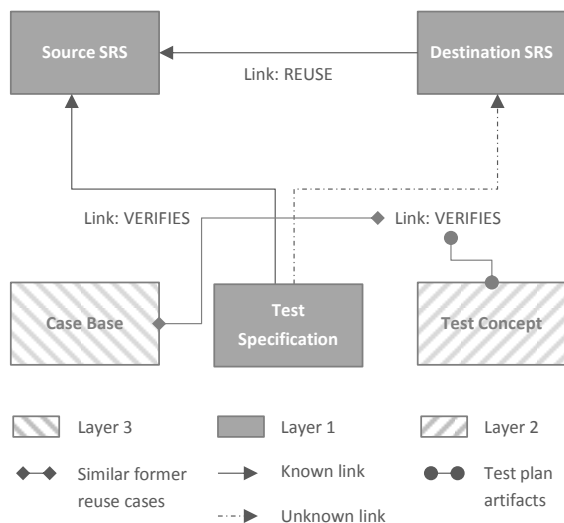 Source SRS
Destination SRS
Link: REUSE
Link: VERIFIES
Link: VERIFIES
Case Base
Test
Specification
Test Concept
Layer 3
Layer 1
Layer 2
Similar former
reuse cases
Known link
Unknown link
Test plan
artifacts